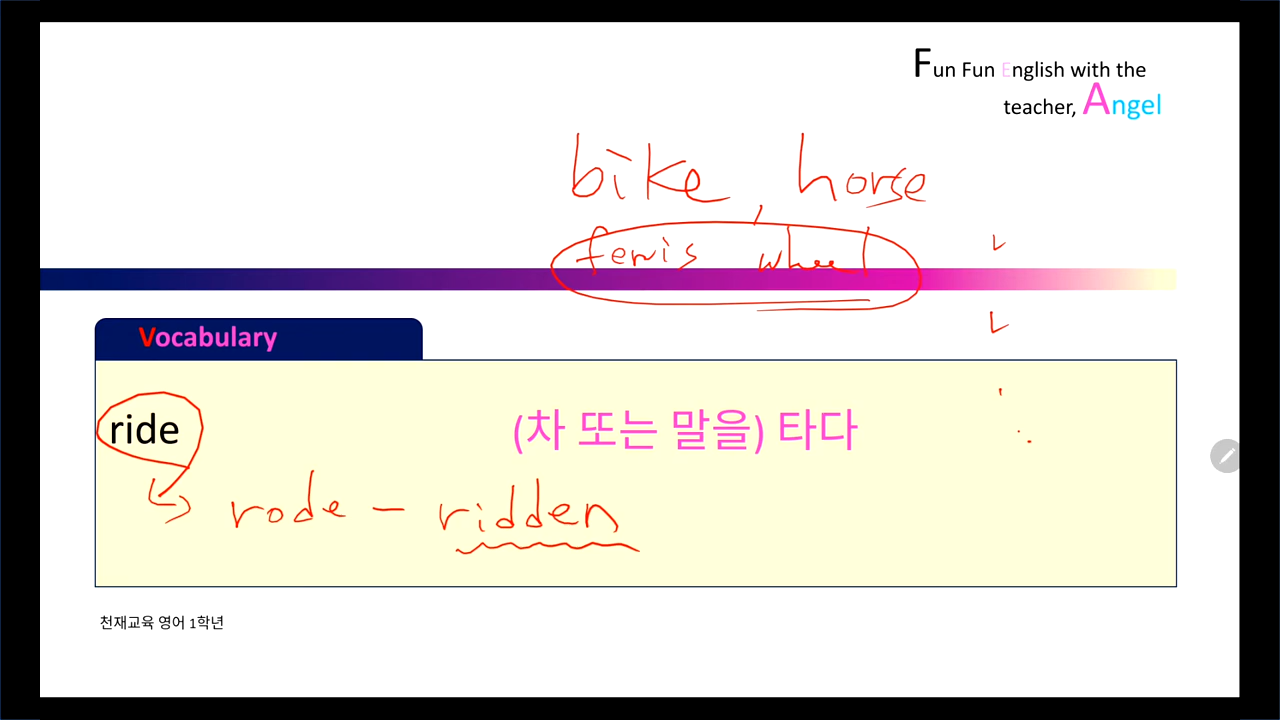 Fun Fun English with the
teacher, Angel
bike, horse
ferris wheel
Vocabulary
ride (차 또는 말을) 타다
rode - ridden
천재교육 영어 1학년